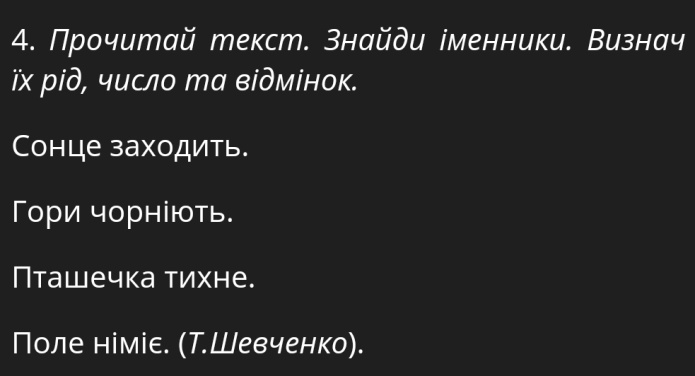 4. Прочитай текст. Знайди іменники. Визнач
їх рід, число та відмінок.
Сонце заходить.
Гори чорніють.
Пташечка тихне.
Поле німіє. (Т.Шевченко).